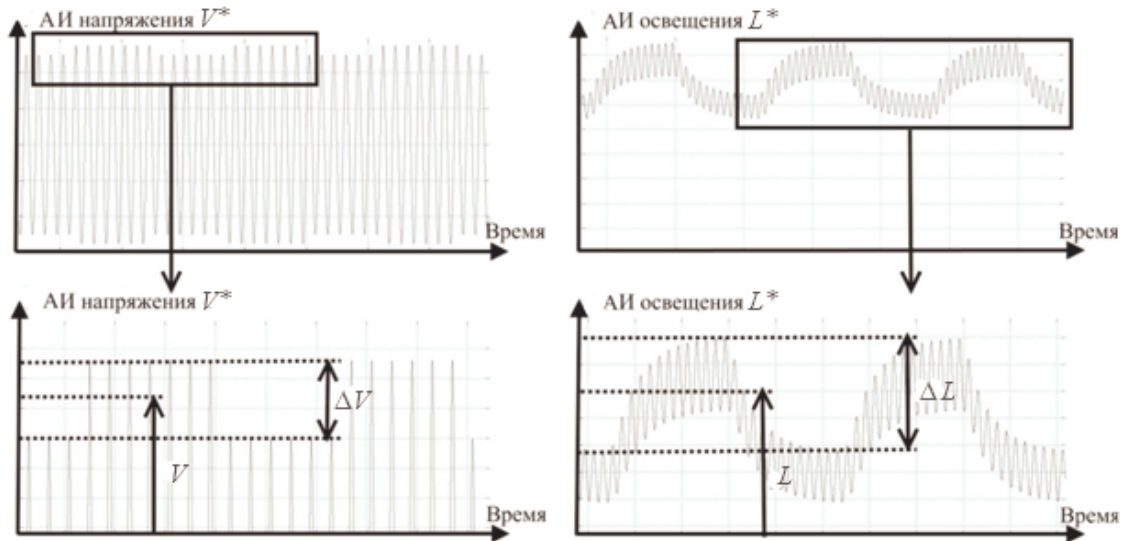 АИ напряжения V*
Время
АИ освещения L*
Время
АИ напряжения V*
ΔV
V
Время
АИ освещения L*
ΔL
L
Время